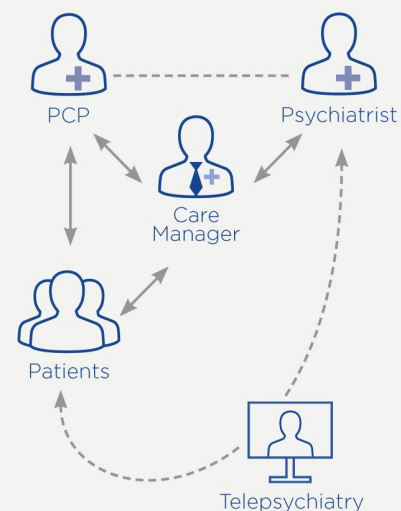 PCP
Psychiatrist
Care
Manager
Patients
Telepsychiatry